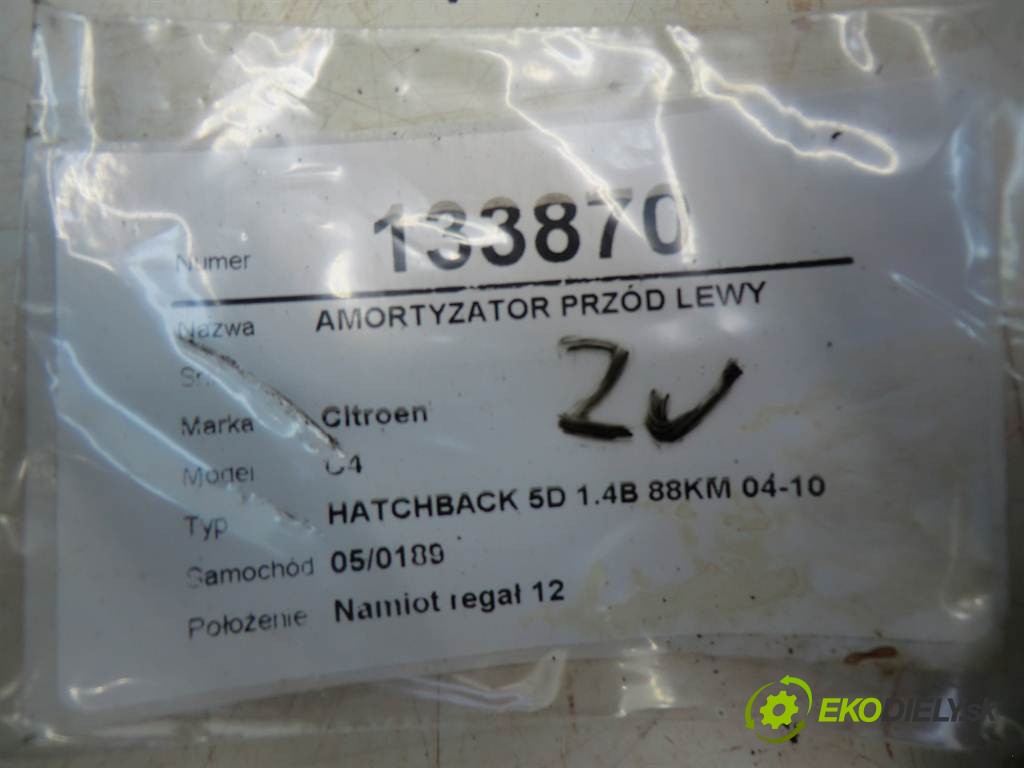 Numer 133870
Nazwa AMORTYZATOR PRZÓD LEWY
ZU
Marka Citroen
Model C4
Typ HATCHBACK 5D 1.4B 88KM 04-10
Samochód 05/0189
Położenie Namiot regał 12
EKODIELY.sk